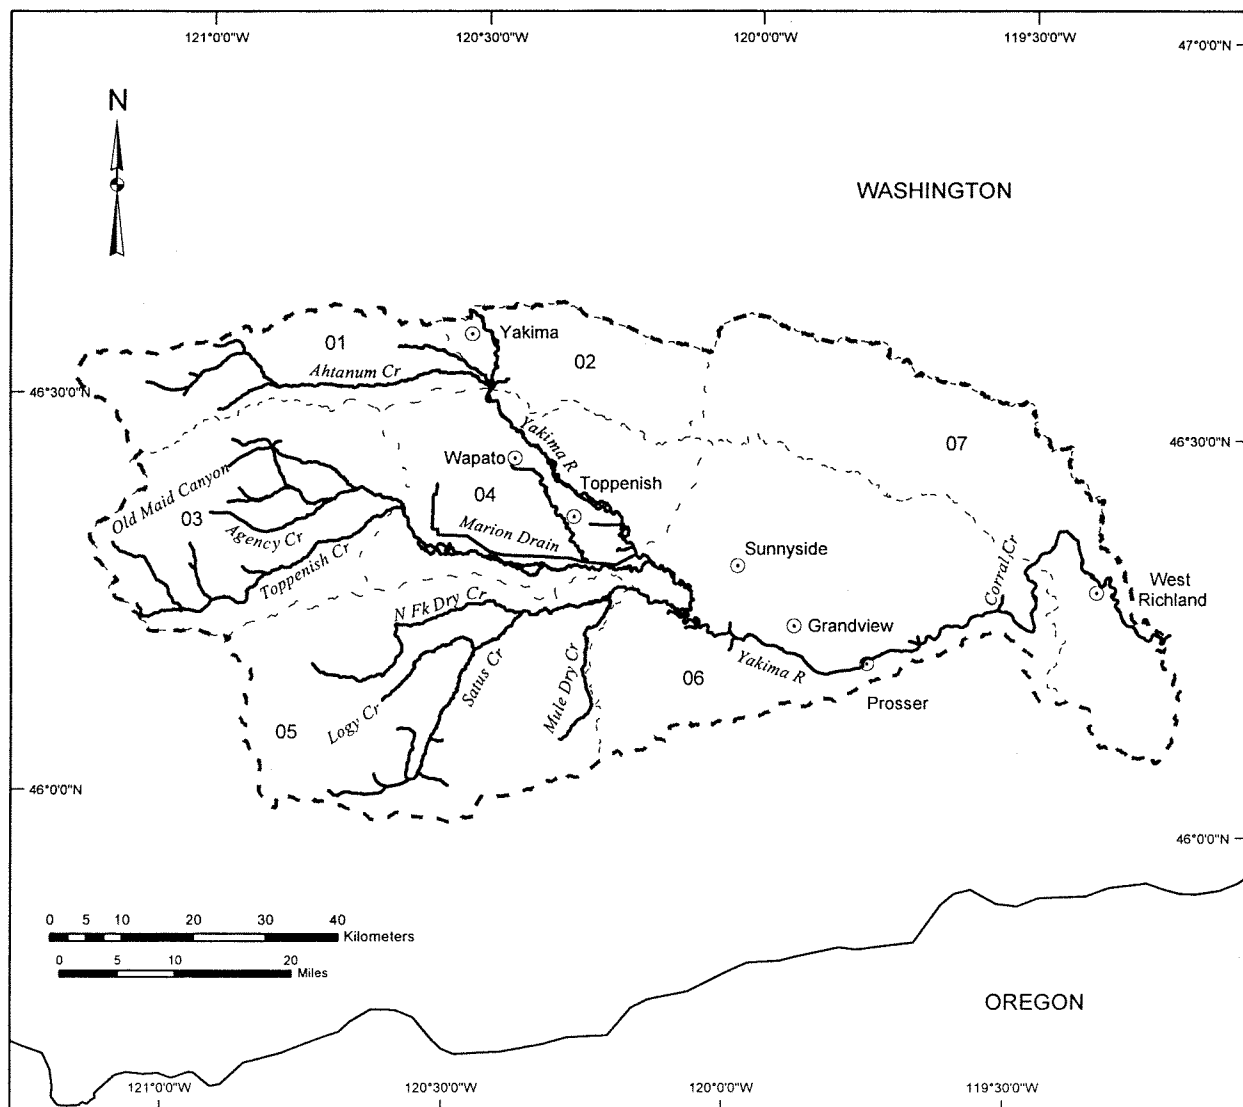 121°0'0"W
120°30'0"W
120°0'0"W
119°30'0"W
47°0'0"N
N
WASHINGTON
Yakima
01
02
Ahtanum Cr
46°30'0"N
46°30'0"N
07
Yakima R
Wapato
Toppenish
Old Maid Canyon
04
03
Agency Cr
Marion Drain
Toppenish Cr
Sunnyside
Corral Cr
West
Richland
N Fk Dry Cr
Grandview
Satus Cr
Mule Dry Cr
Yakima R
06
Logy Cr
Prosser
05
46°0'0"N
46°0'0"N
0 5 10 20 30 40
Kilometers
0 5 10 20
Miles
OREGON
121°0'0"W
120°30'0"W
120°0'0"W
119°30'0"W